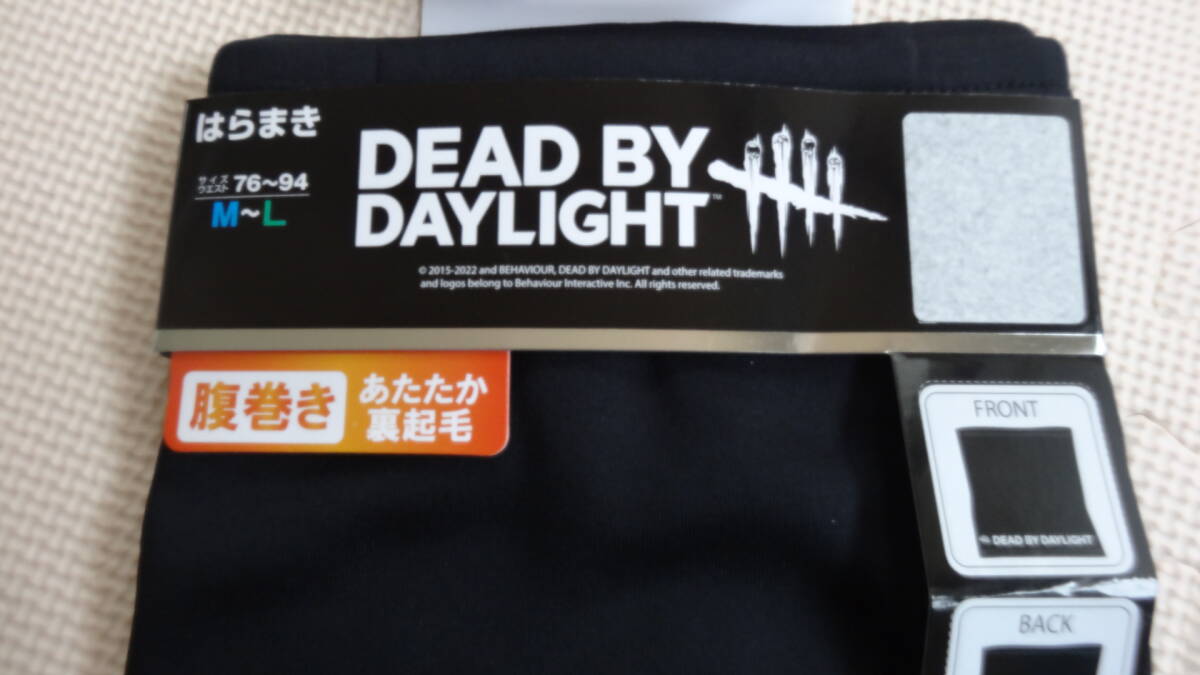 はらまき
サイズ
ウエスト 76〜94
M〜L
DEAD BY
DAYLIGHT™
© 2015-2022 and BEHAVIOUR, DEAD BY DAYLIGHT and other related trademarks
and logos belong to Behaviour Interactive Inc. All rights reserved.
腹巻き
あたたか
裏起毛
FRONT
DEAD BY DAYLIGHT
BACK